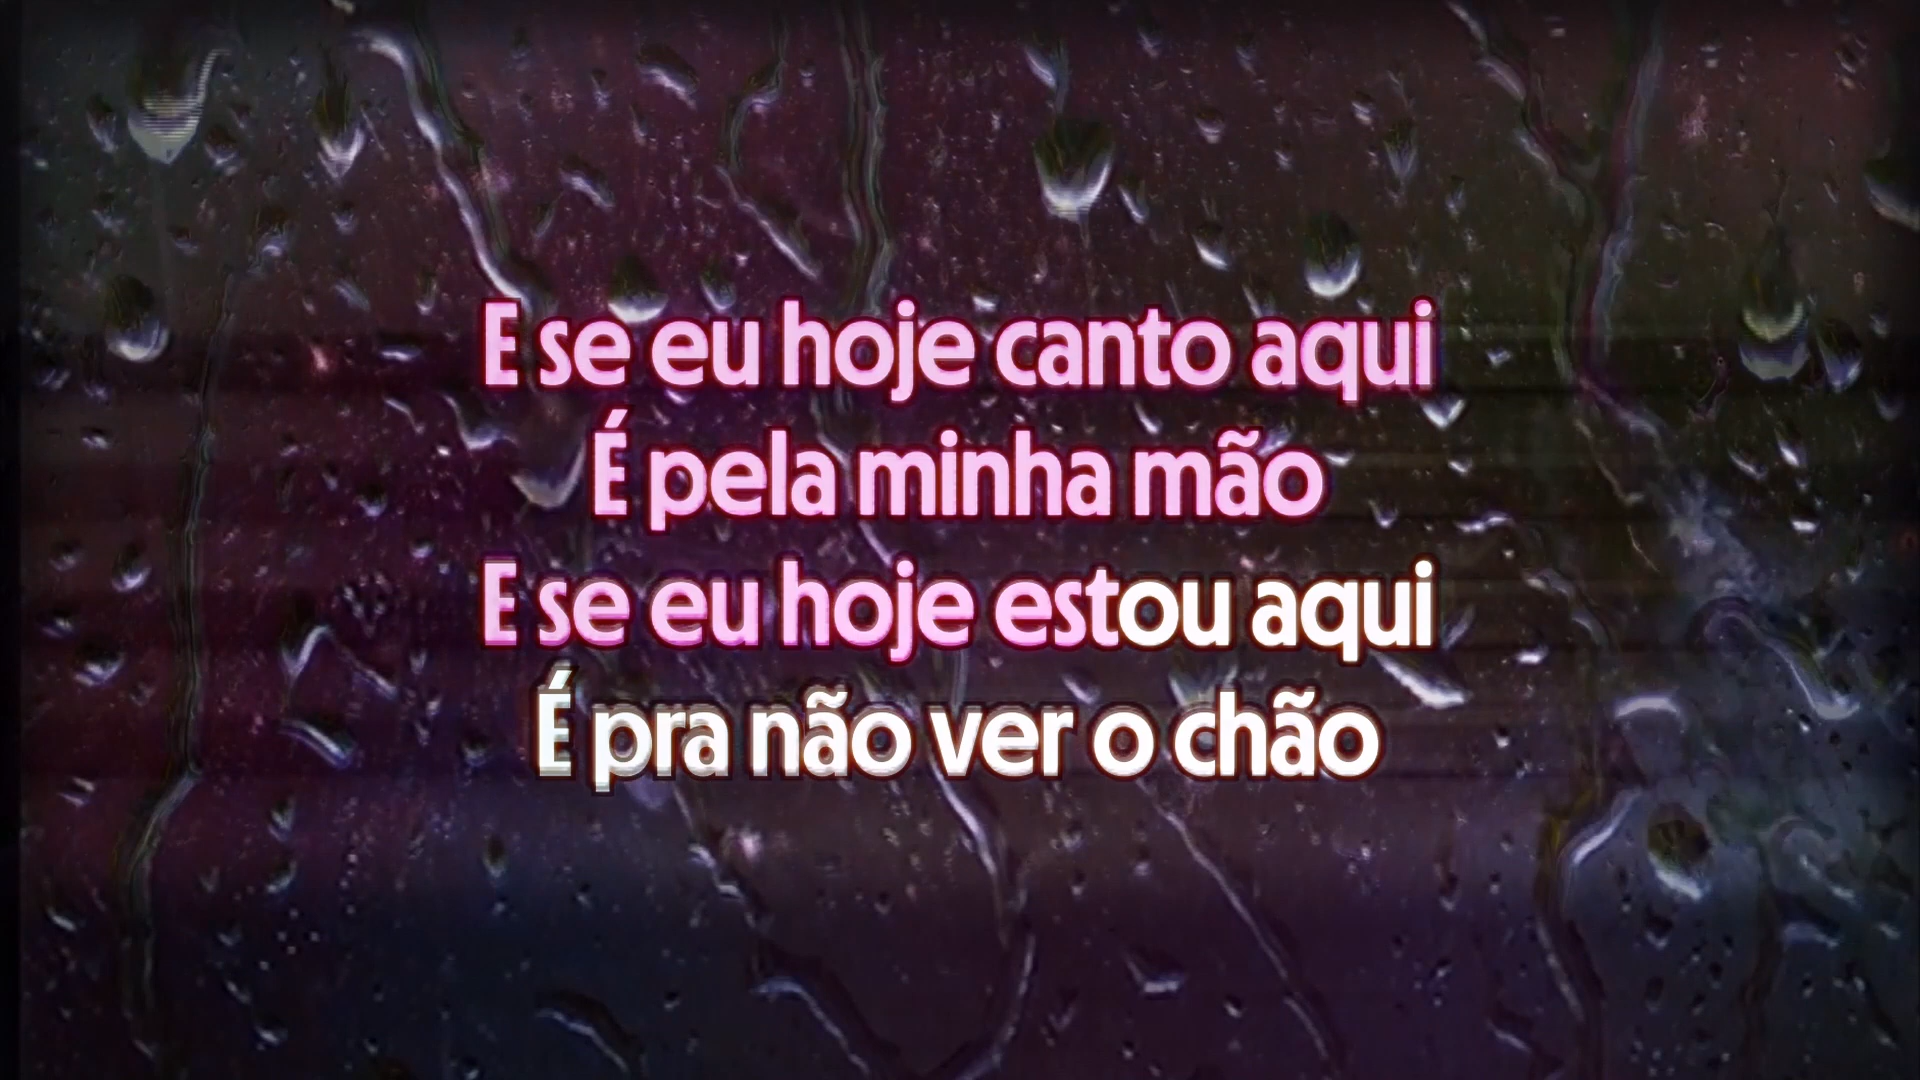 E se eu hoje canto aqui
É pela minha mão
E se eu hoje estou aqui
É pra não ver o chão